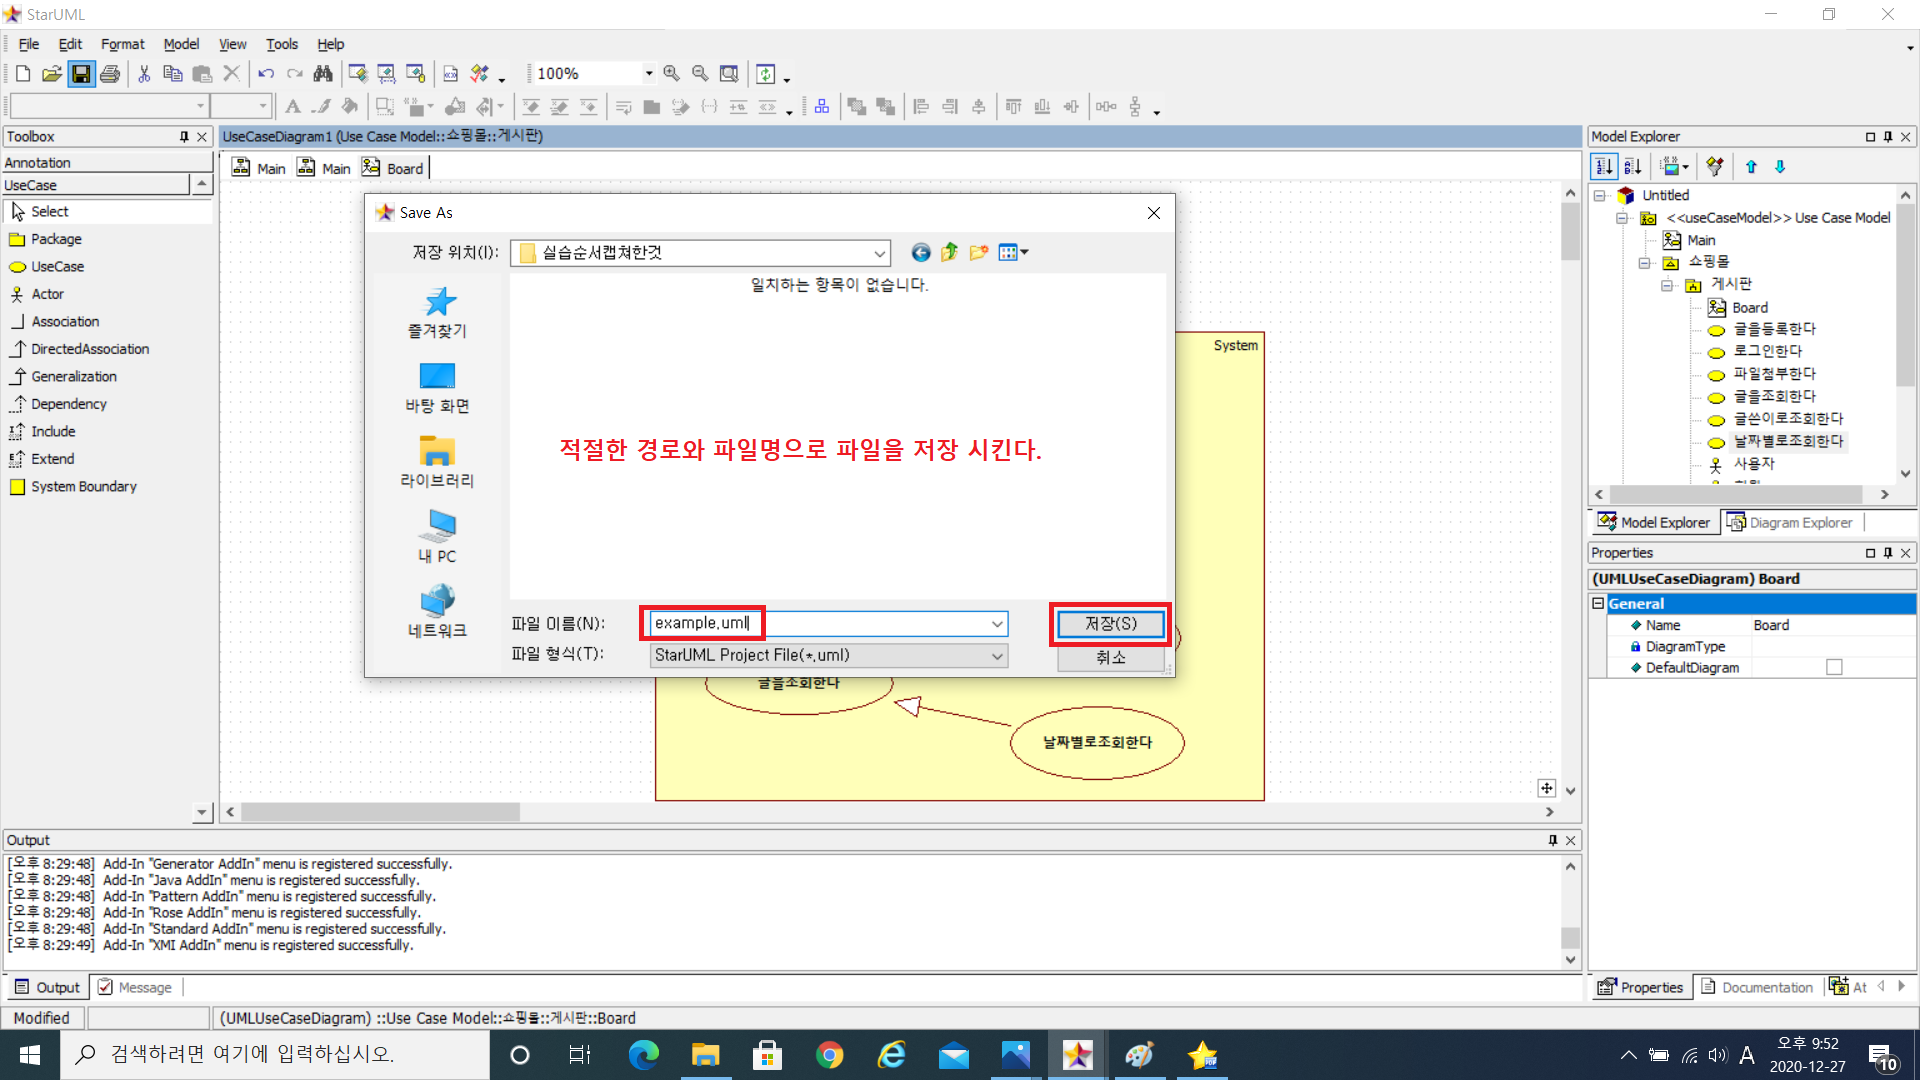 StarUML
File Edit Format Model View Tools Help
100%
Toolbox
UseCaseDiagram1 (Use Case Model::쇼핑몰::게시판)
Model Explorer
Annotation
UseCase
Main Main Board
Select
Package
UseCase
Actor
Association
DirectedAssociation
Generalization
Dependency
Include
Extend
System Boundary
Save As
저장 위치(I): 실습순서캡쳐한것
일치하는 항목이 없습니다.
즐겨찾기
바탕 화면
라이브러리
내 PC
네트워크
적절한 경로와 파일명으로 파일을 저장 시킨다.
파일 이름(N): example.uml 저장(S)
파일 형식(T): StarUML Project File(*.uml) 취소
System
글을조회한다
날짜별로조회한다
Untitled
<<useCaseModel>> Use Case Model
Main
쇼핑몰
게시판
Board
글을등록한다
로그인한다
파일첨부한다
글을조회한다
글쓴이로조회한다
날짜별로조회한다
사용자
Model Explorer Diagram Explorer
Properties
(UMLUseCaseDiagram) Board
General
Name Board
DiagramType
DefaultDiagram
Output
[오후 8:29:48] Add-In "Generator AddIn" menu is registered successfully.
[오후 8:29:48] Add-In "Java AddIn" menu is registered successfully.
[오후 8:29:48] Add-In "Pattern AddIn" menu is registered successfully.
[오후 8:29:48] Add-In "Rose AddIn" menu is registered successfully.
[오후 8:29:48] Add-In "Standard AddIn" menu is registered successfully.
[오후 8:29:49] Add-In "XMI AddIn" menu is registered successfully.
Output Message
Properties Documentation At
Modified (UMLUseCaseDiagram) ::Use Case Model::쇼핑몰::게시판::Board
검색하려면 여기에 입력하십시오.
A
오후 9:52
2020-12-27
10